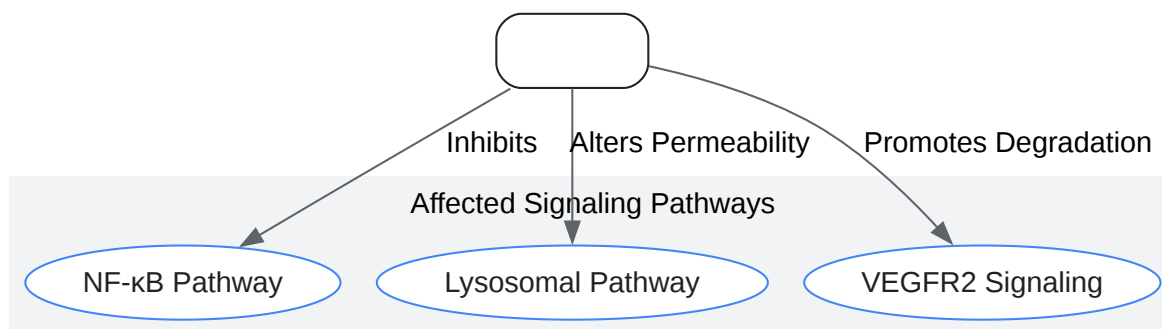 Inhibits
Alters Permeability
Promotes Degradation
Affected Signaling Pathways
NF-κB Pathway
Lysosomal Pathway
VEGFR2 Signaling